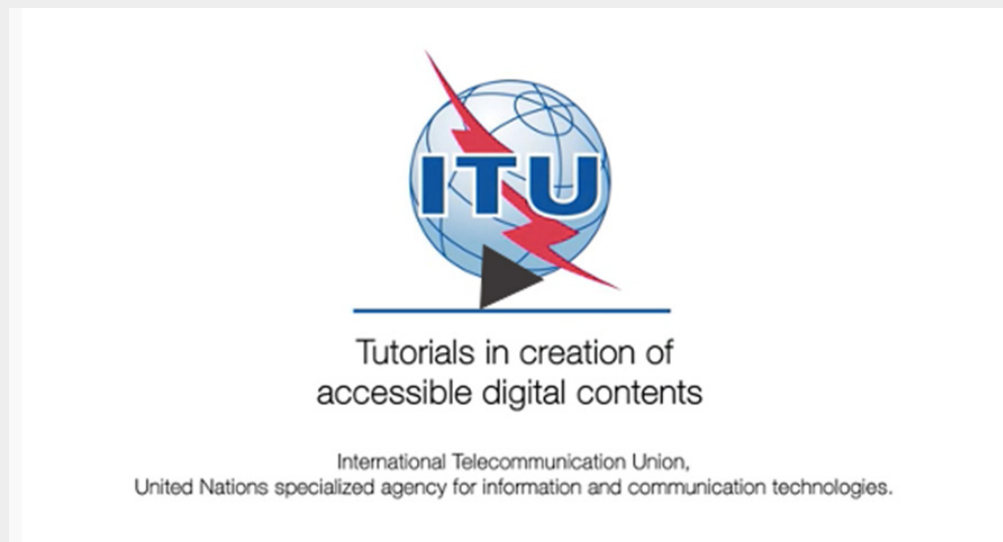 ITU
Tutorials in creation of
accessible digital contents
International Telecommunication Union,
United Nations specialized agency for information and communication technologies.